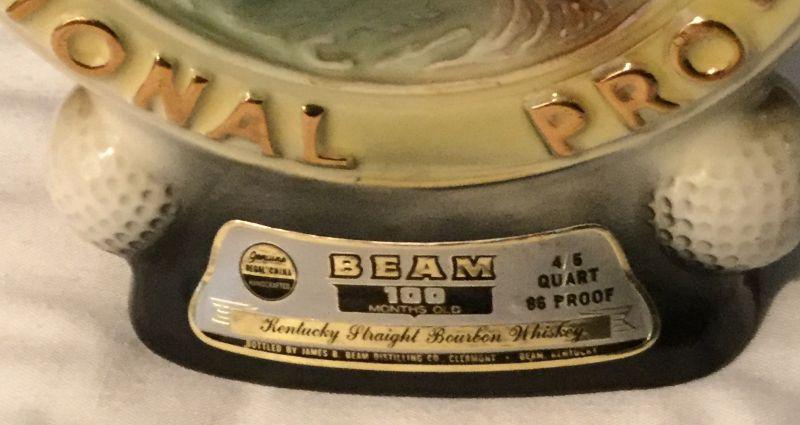 ONAL PRO
Genuine
REGAL CHINA
HANDCRAFTED
BEAM
100
MONTHS OLD
4/5
QUART
86 PROOF
Kentucky Straight Bourbon Whiskey
BOTTLED BY JAMES B. BEAM DISTILLING CO., CLERMONT • BEAM, KENTUCKY